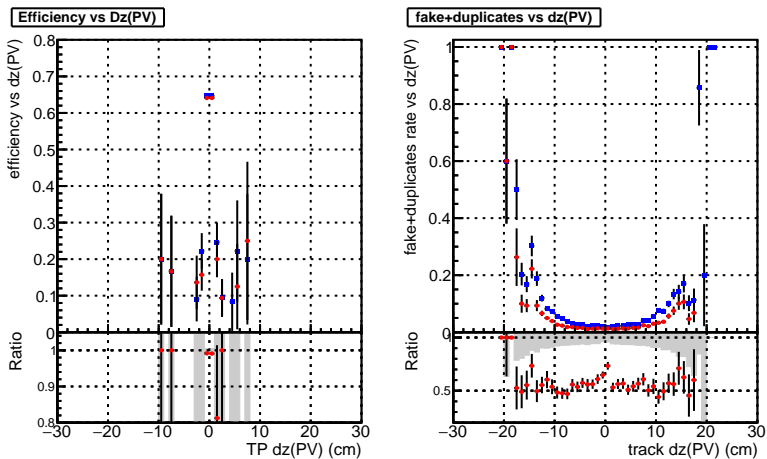 Efficiency vs Dz(PV)
efficiency vs dz(PV)
0.8
0.7
0.6
0.5
0.4
0.3
0.2
0.1
0
Ratio
1
0.9
0.8
−30 −20 −10 0 10 20 30
TP dz(PV) (cm)
fake+duplicates vs dz(PV)
fake+duplicates rate vs dz(PV)
1
0.8
0.6
0.4
0.2
0
Ratio
1
0.5
−30 −20 −10 0 10 20 30
track dz(PV) (cm)